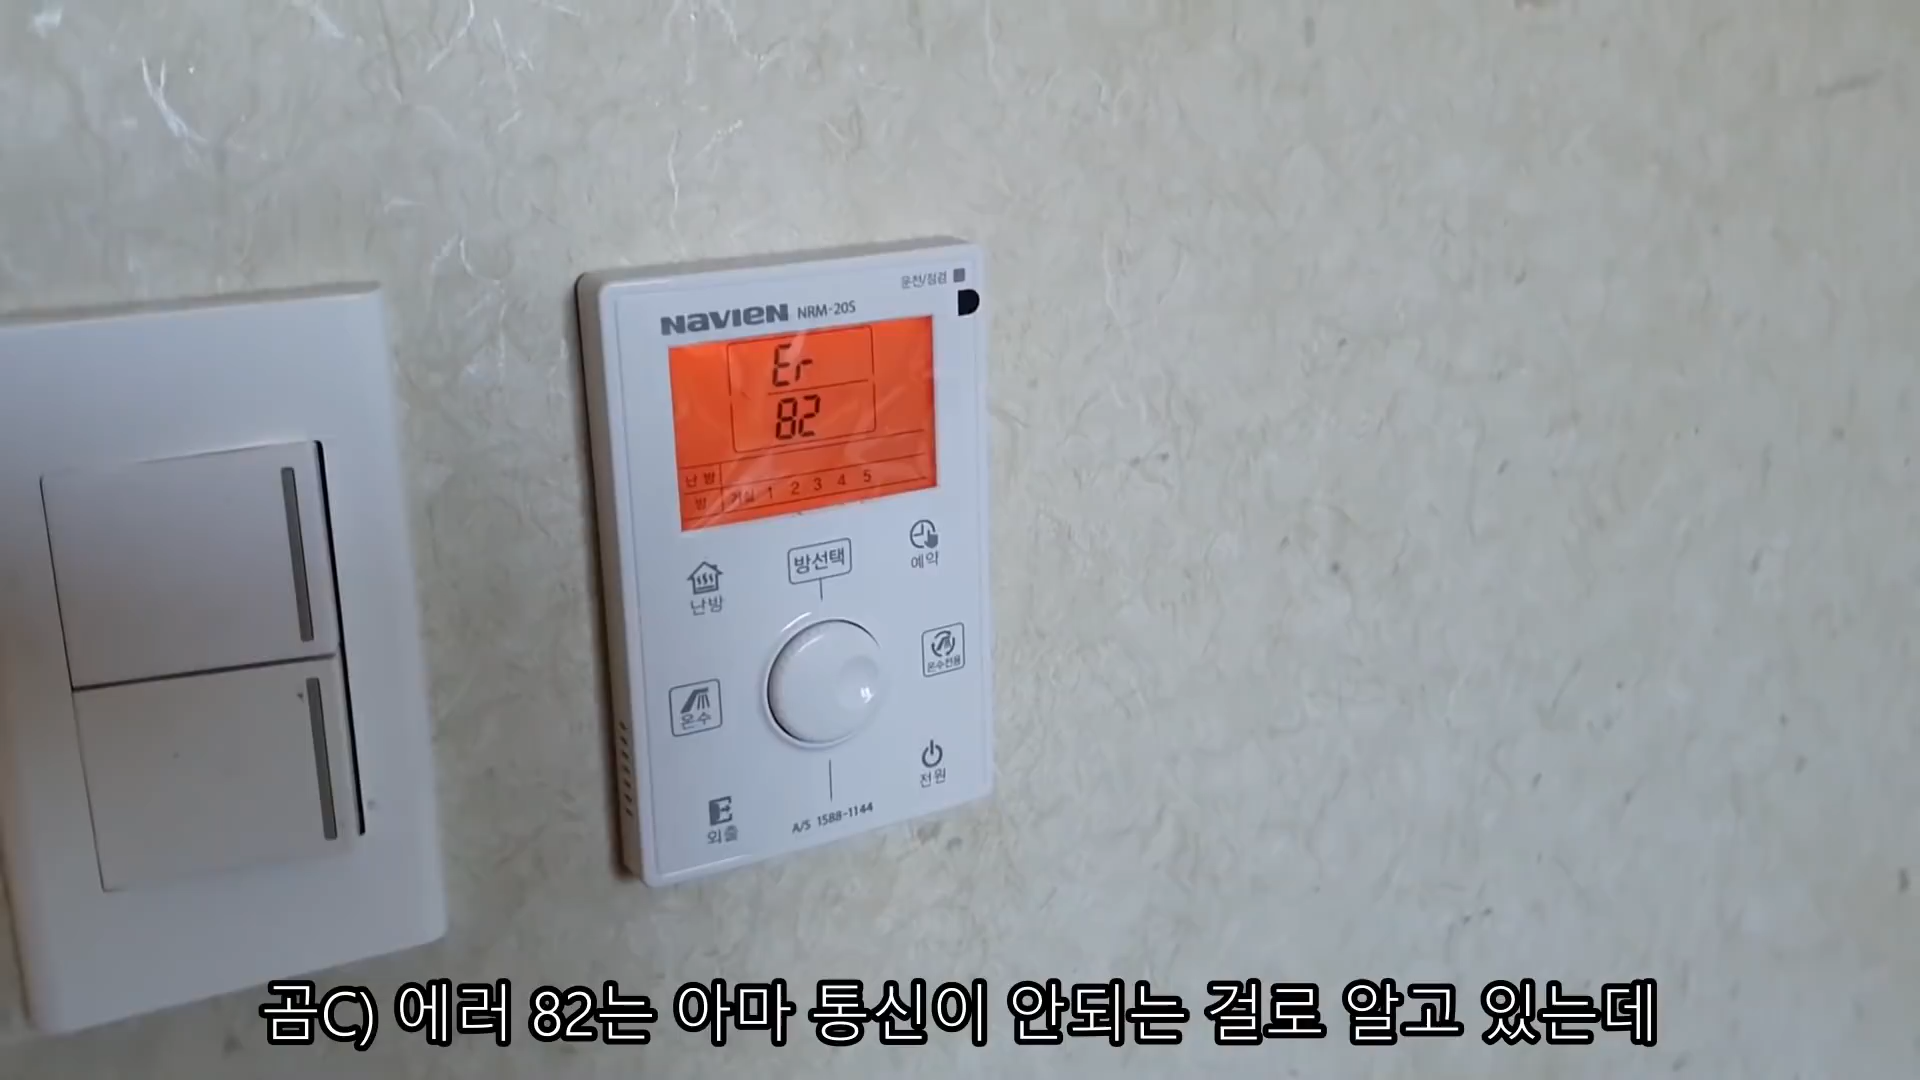 운전/점검
NAVIEN NRM-20S
Er
82
난방
방 거실 1 2 3 4 5
방선택
예약
난방
온수전용
온수
전원
외출
A/S 1588-1144
곰C) 에러 82는 아마 통신이 안되는 걸로 알고 있는데